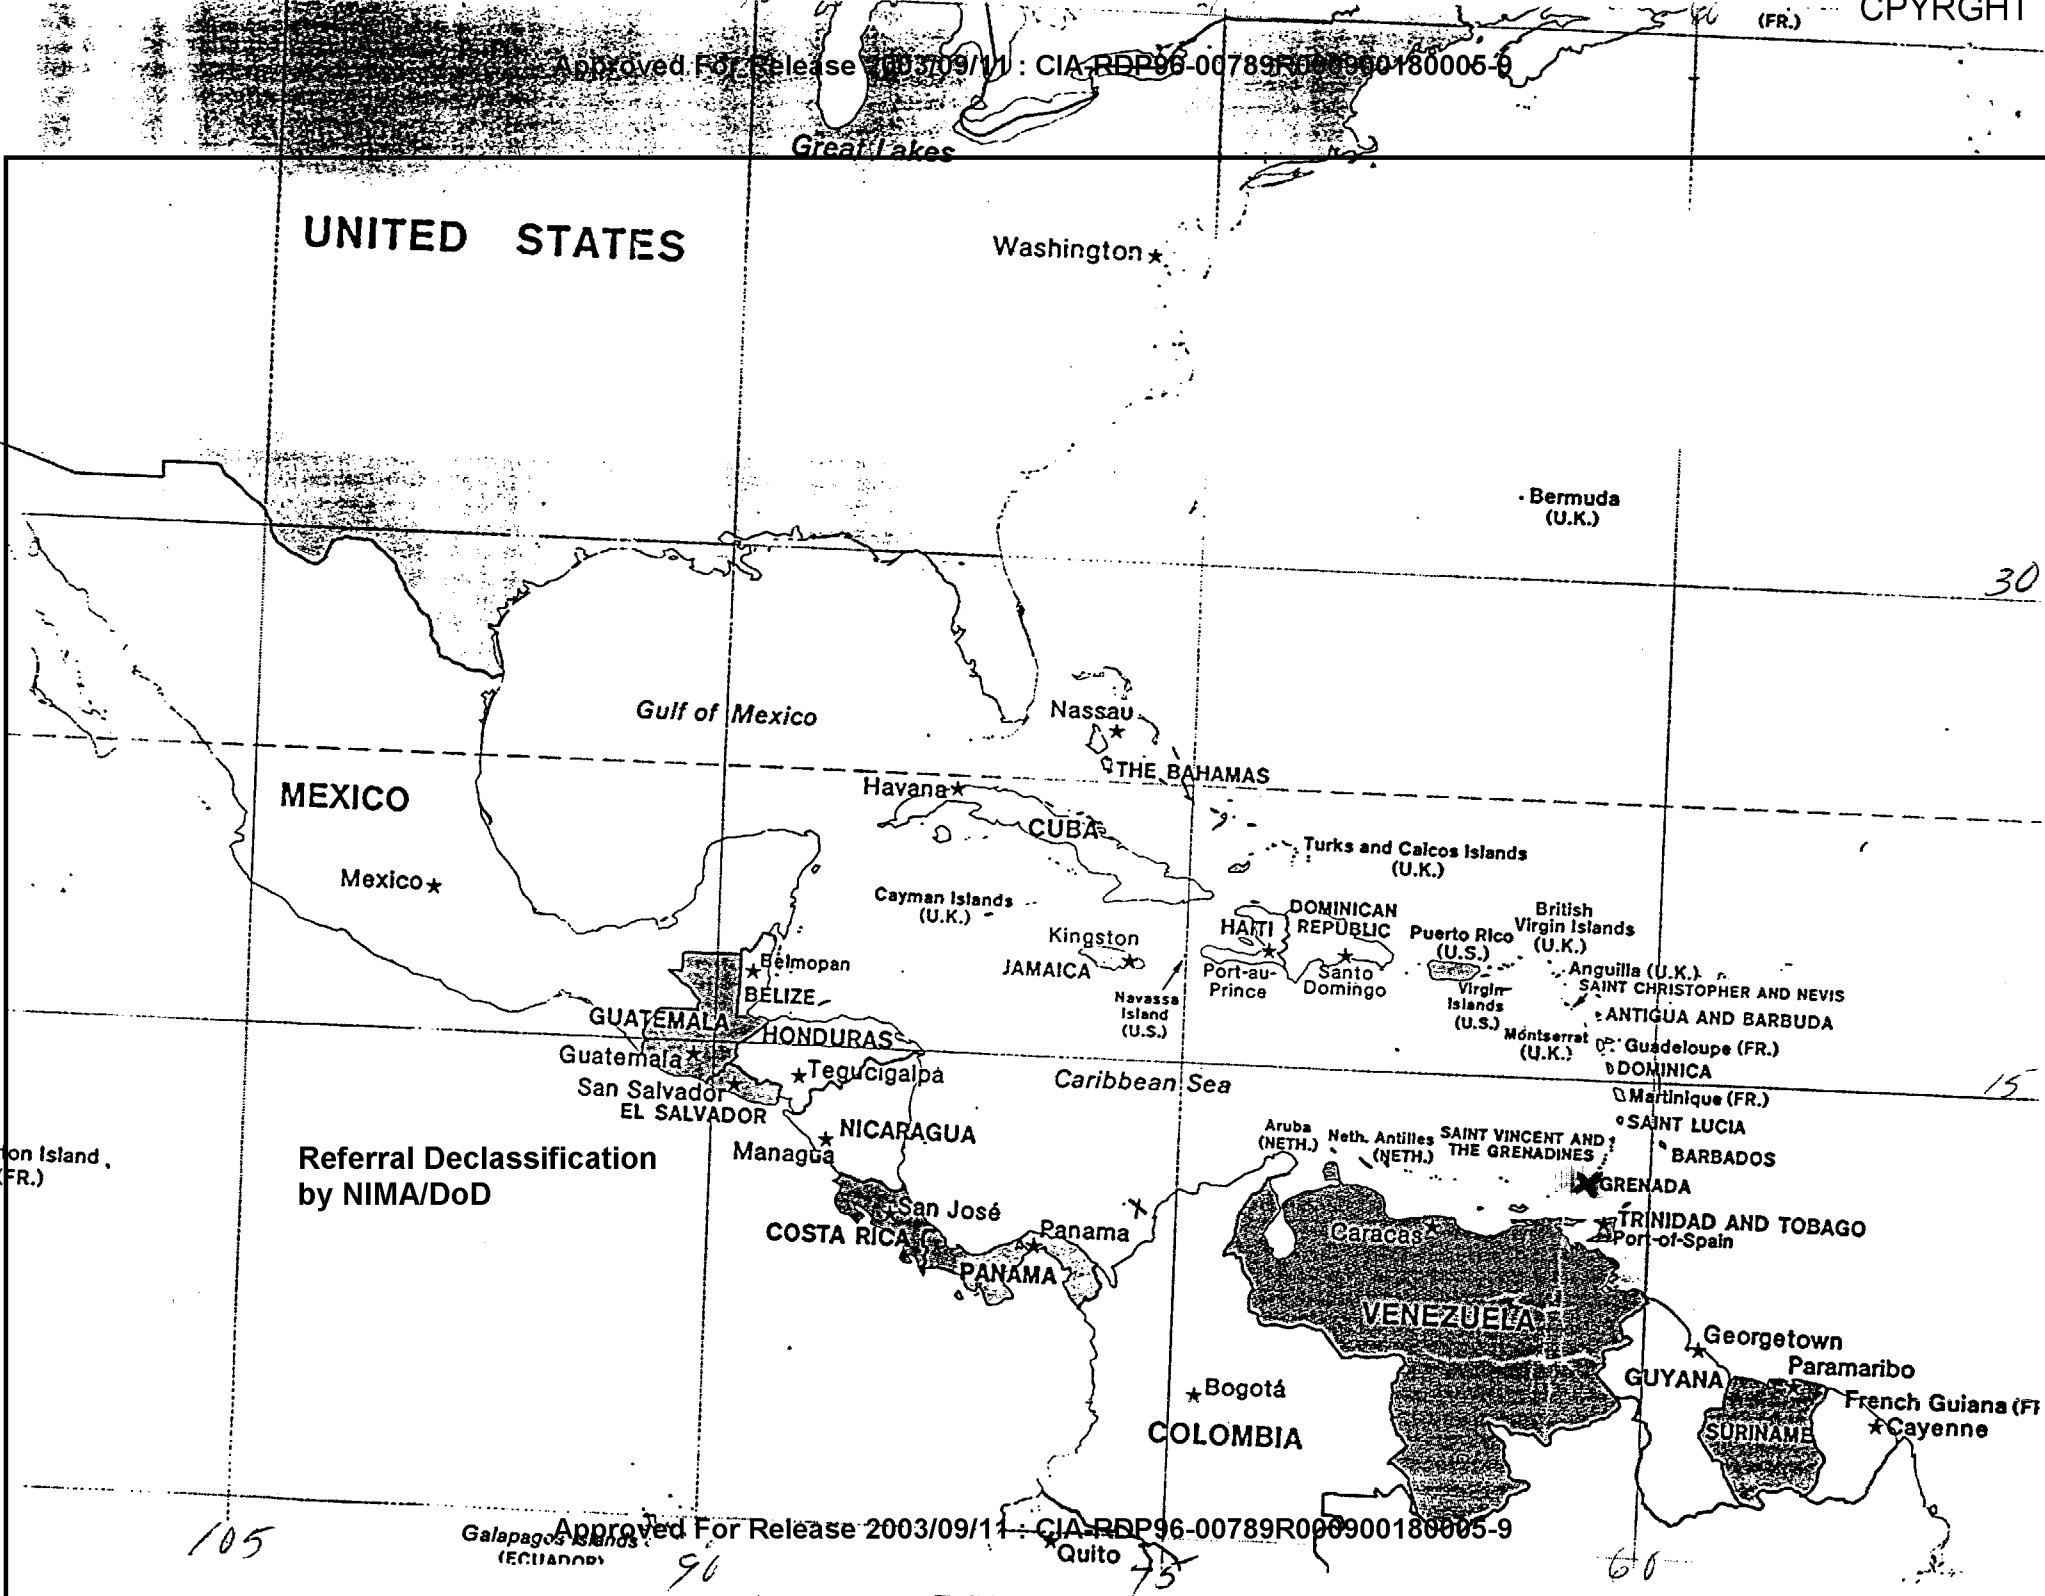 (FR.)
CPYRGHT
Approved For Release 2003/09/11 : CIA-RDP96-00789R000900180005-9
Great Lakes
UNITED STATES
Washington
Bermuda
(U.K.)
30
Gulf of Mexico
Nassau
THE BAHAMAS
MEXICO
Havana
CUBA
Turks and Caicos Islands
(U.K.)
Mexico
Cayman Islands
(U.K.)
Kingston
JAMAICA
HAITI
Port-au-
Prince
DOMINICAN
REPUBLIC
Santo
Domingo
Navassa
Island
(U.S.)
Puerto Rico
(U.S.)
British
Virgin Islands
(U.K.)
Virgin
Islands
(U.S.)
Anguilla (U.K.)
SAINT CHRISTOPHER AND NEVIS
ANTIGUA AND BARBUDA
Montserrat
(U.K.)
Guadeloupe (FR.)
DOMINICA
Martinique (FR.)
SAINT LUCIA
BARBADOS
Belmopan
BELIZE
GUATEMALA
HONDURAS
Guatemala
Tegucigalpa
San Salvador
EL SALVADOR
Caribbean Sea
15
NICARAGUA
Managua
Aruba
(NETH.)
Neth. Antilles
(NETH.)
SAINT VINCENT AND
THE GRENADINES
GRENADA
ton Island
(FR.)
Referral Declassification
by NIMA/DoD
San José
COSTA RICA
Panama
PANAMA
X
Caracas
TRINIDAD AND TOBAGO
Port-of-Spain
VENEZUELA
Georgetown
GUYANA
Paramaribo
French Guiana (FR
SURINAME
Cayenne
Bogotá
COLOMBIA
105
Galapagos Islands
(ECUADOR)
90
Approved For Release 2003/09/11 : CIA-RDP96-00789R000900180005-9
Quito
75
60